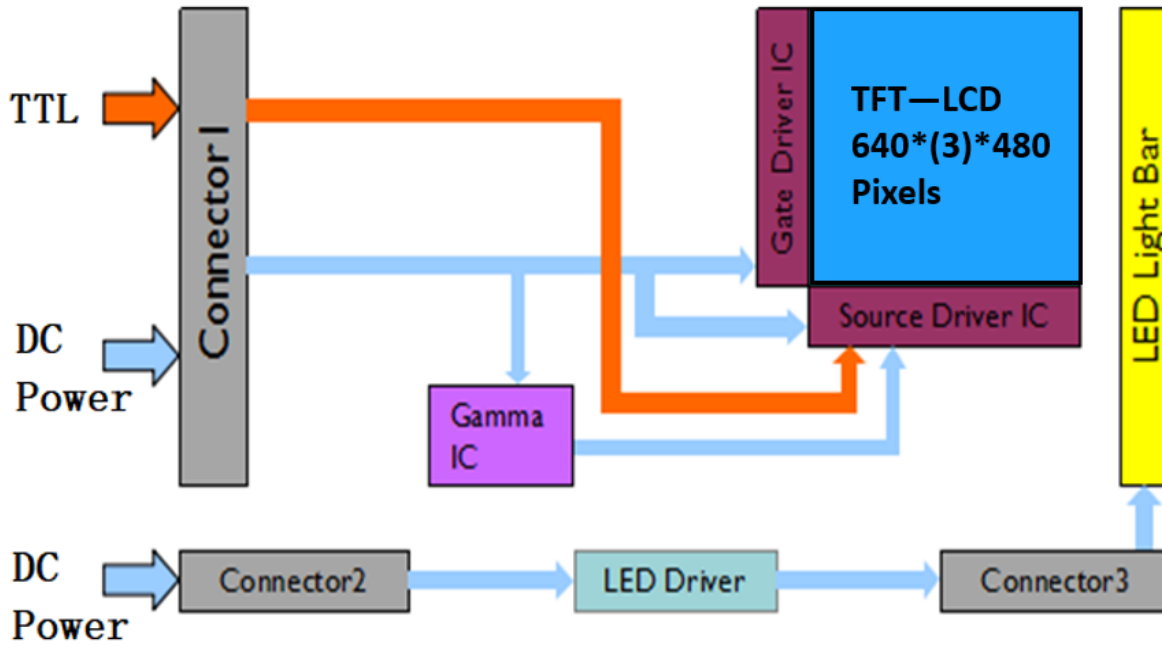 TTL
Connector I
DC
Power
Gate Driver IC
TFT—LCD
640*(3)*480
Pixels
Source Driver IC
LED Light Bar
Gamma
IC
DC
Power
Connector2
LED Driver
Connector3